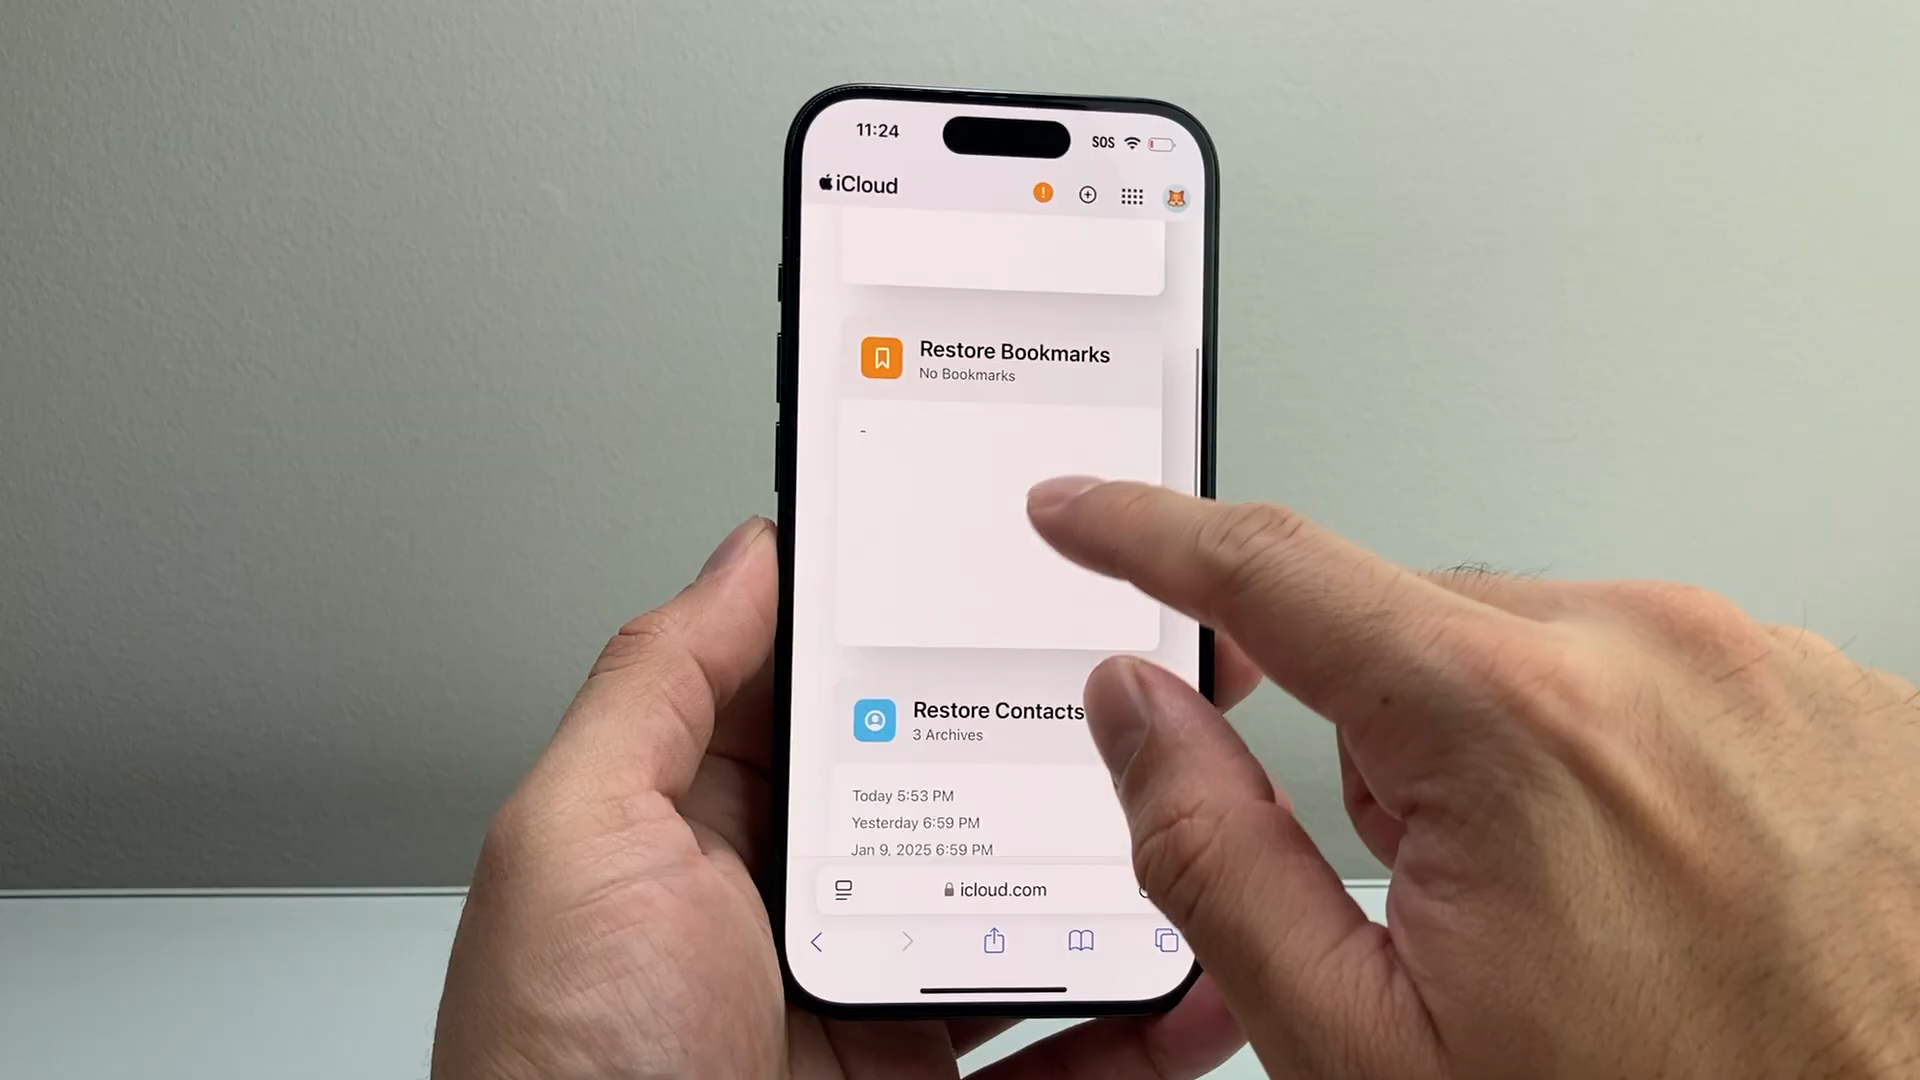 11:24
SOS
iCloud
Restore Bookmarks
No Bookmarks
-
Restore Contacts
3 Archives
Today 5:53 PM
Yesterday 6:59 PM
Jan 9, 2025 6:59 PM
icloud.com